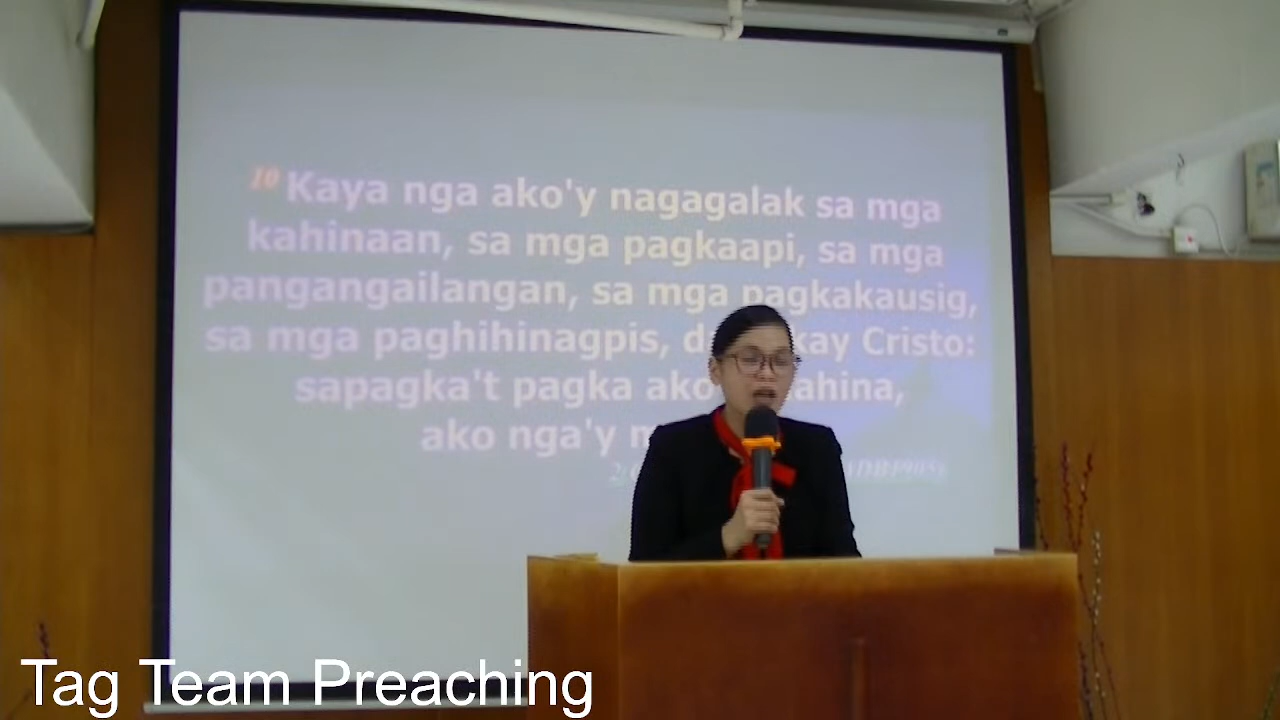 10 Kaya nga ako'y nagagalak sa mga
kahinaan, sa mga pagkaapi, sa mga
pangangailangan, sa mga pagkakausig,
sa mga paghihinagpis, kay Cristo:
sapagka't pagka ako
ako nga'y
Tag Team Preaching